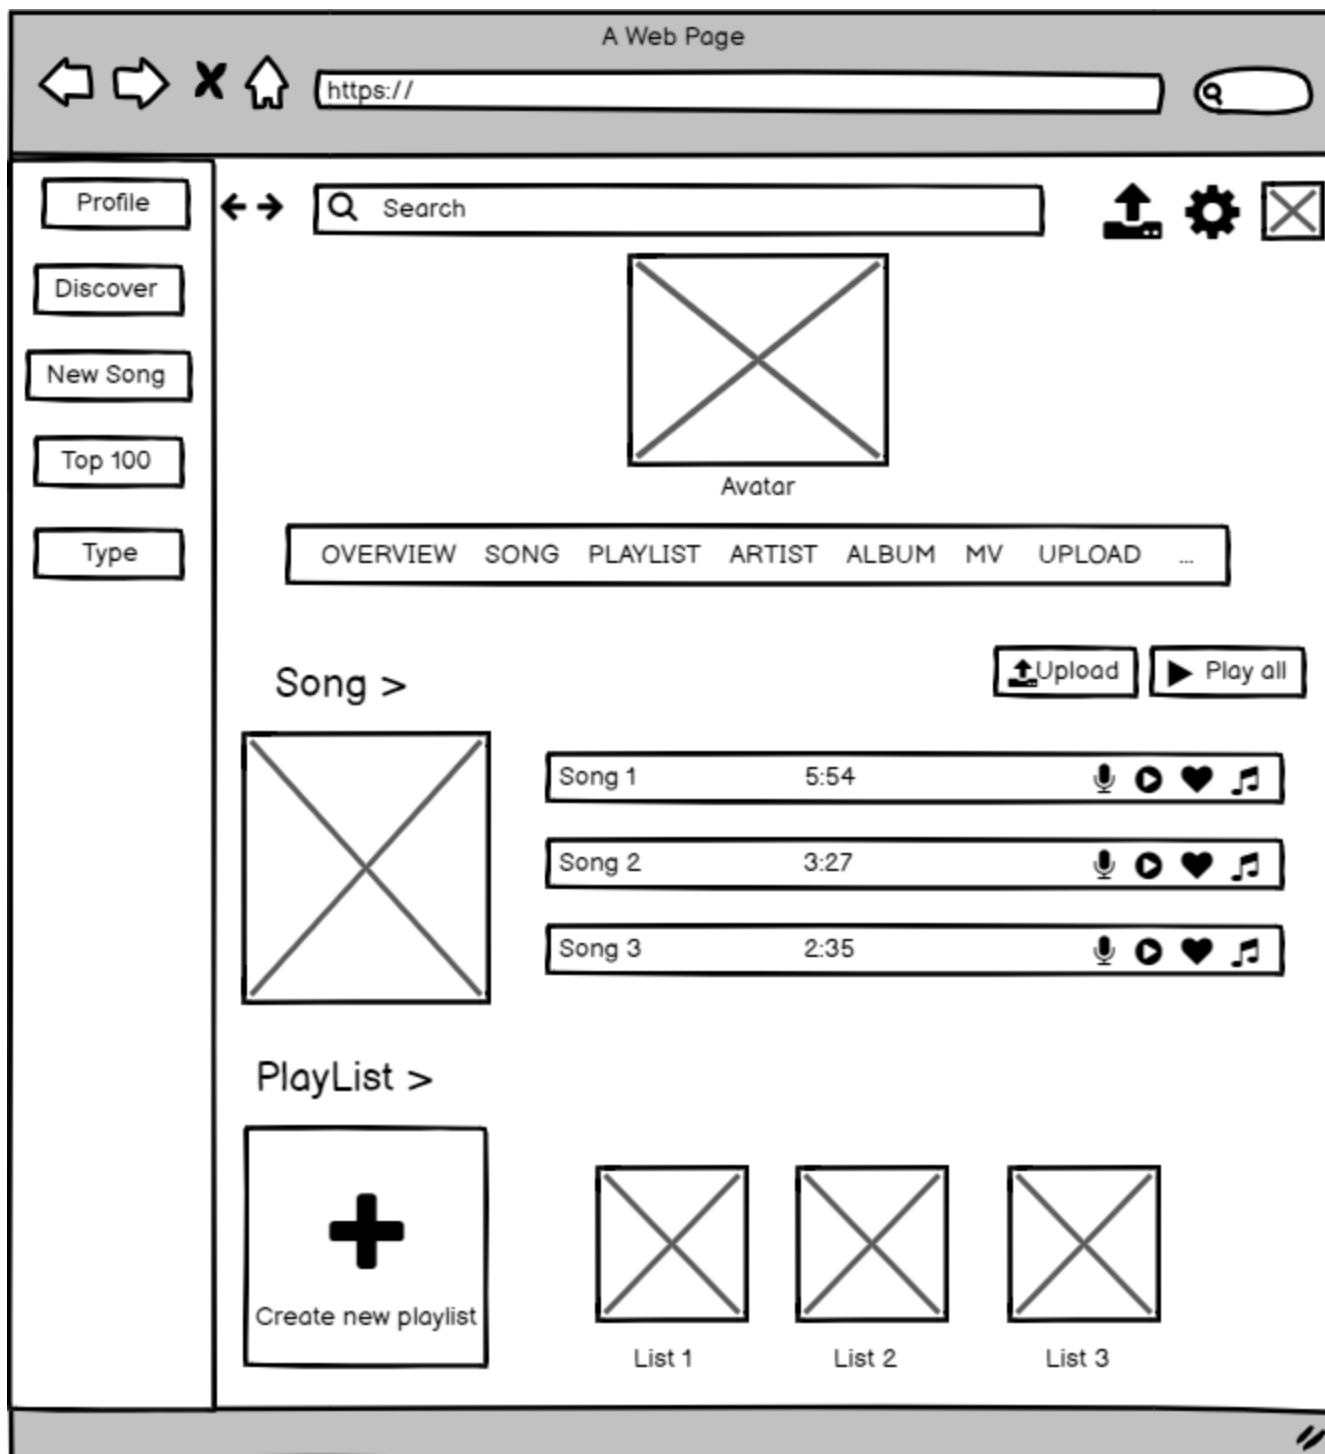 A Web Page
https://
Profile
Search
Discover
New Song
Top 100
Type
Avatar
OVERVIEW SONG PLAYLIST ARTIST ALBUM MV UPLOAD ...
Song >
Upload
Play all
Song 1 5:54
Song 2 3:27
Song 3 2:35
PlayList >
Create new playlist
List 1
List 2
List 3